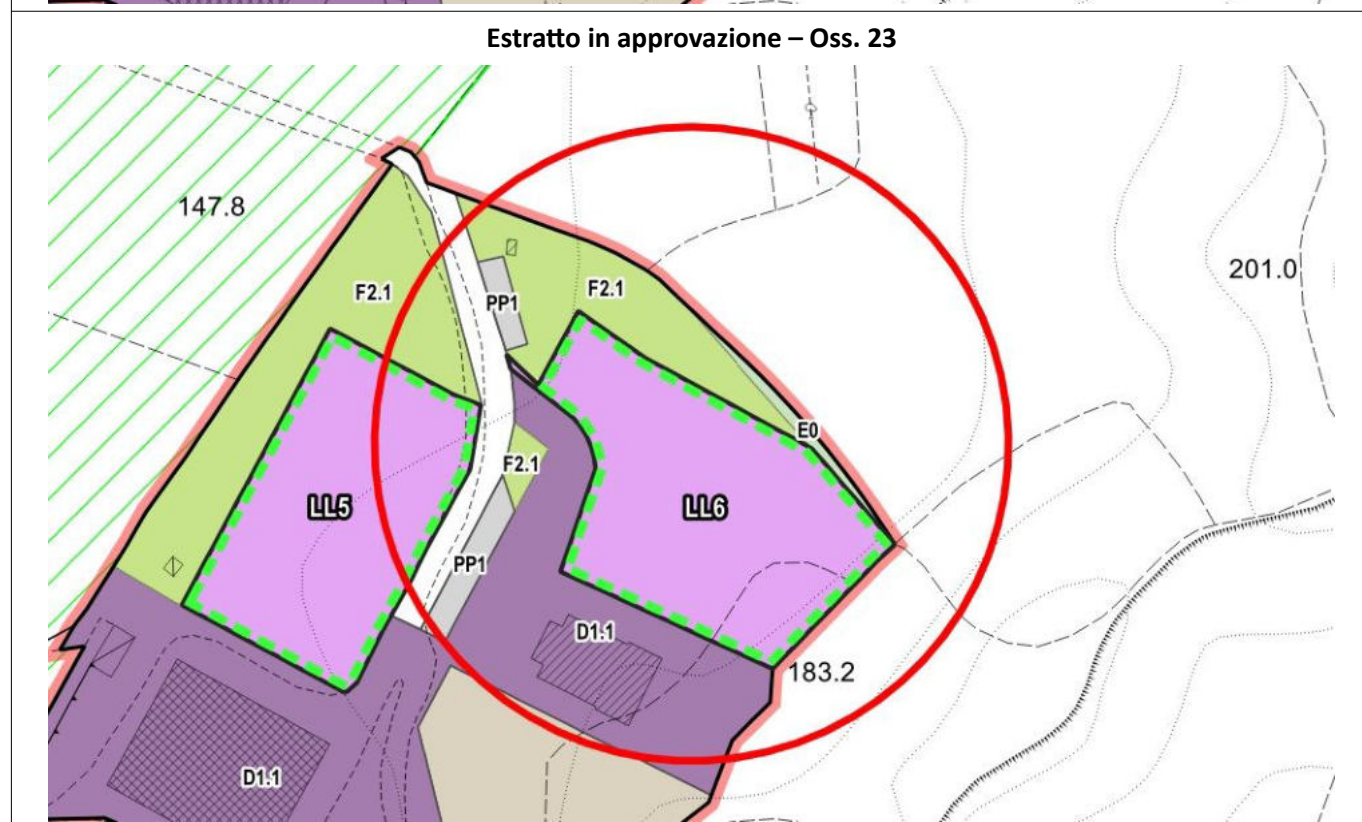 Estratto in approvazione – Oss. 23
147.8
F2.1
PP1
F2.1
201.0
E0
F2.1
LL5
LL6
PP1
D1.1
183.2
D1.1